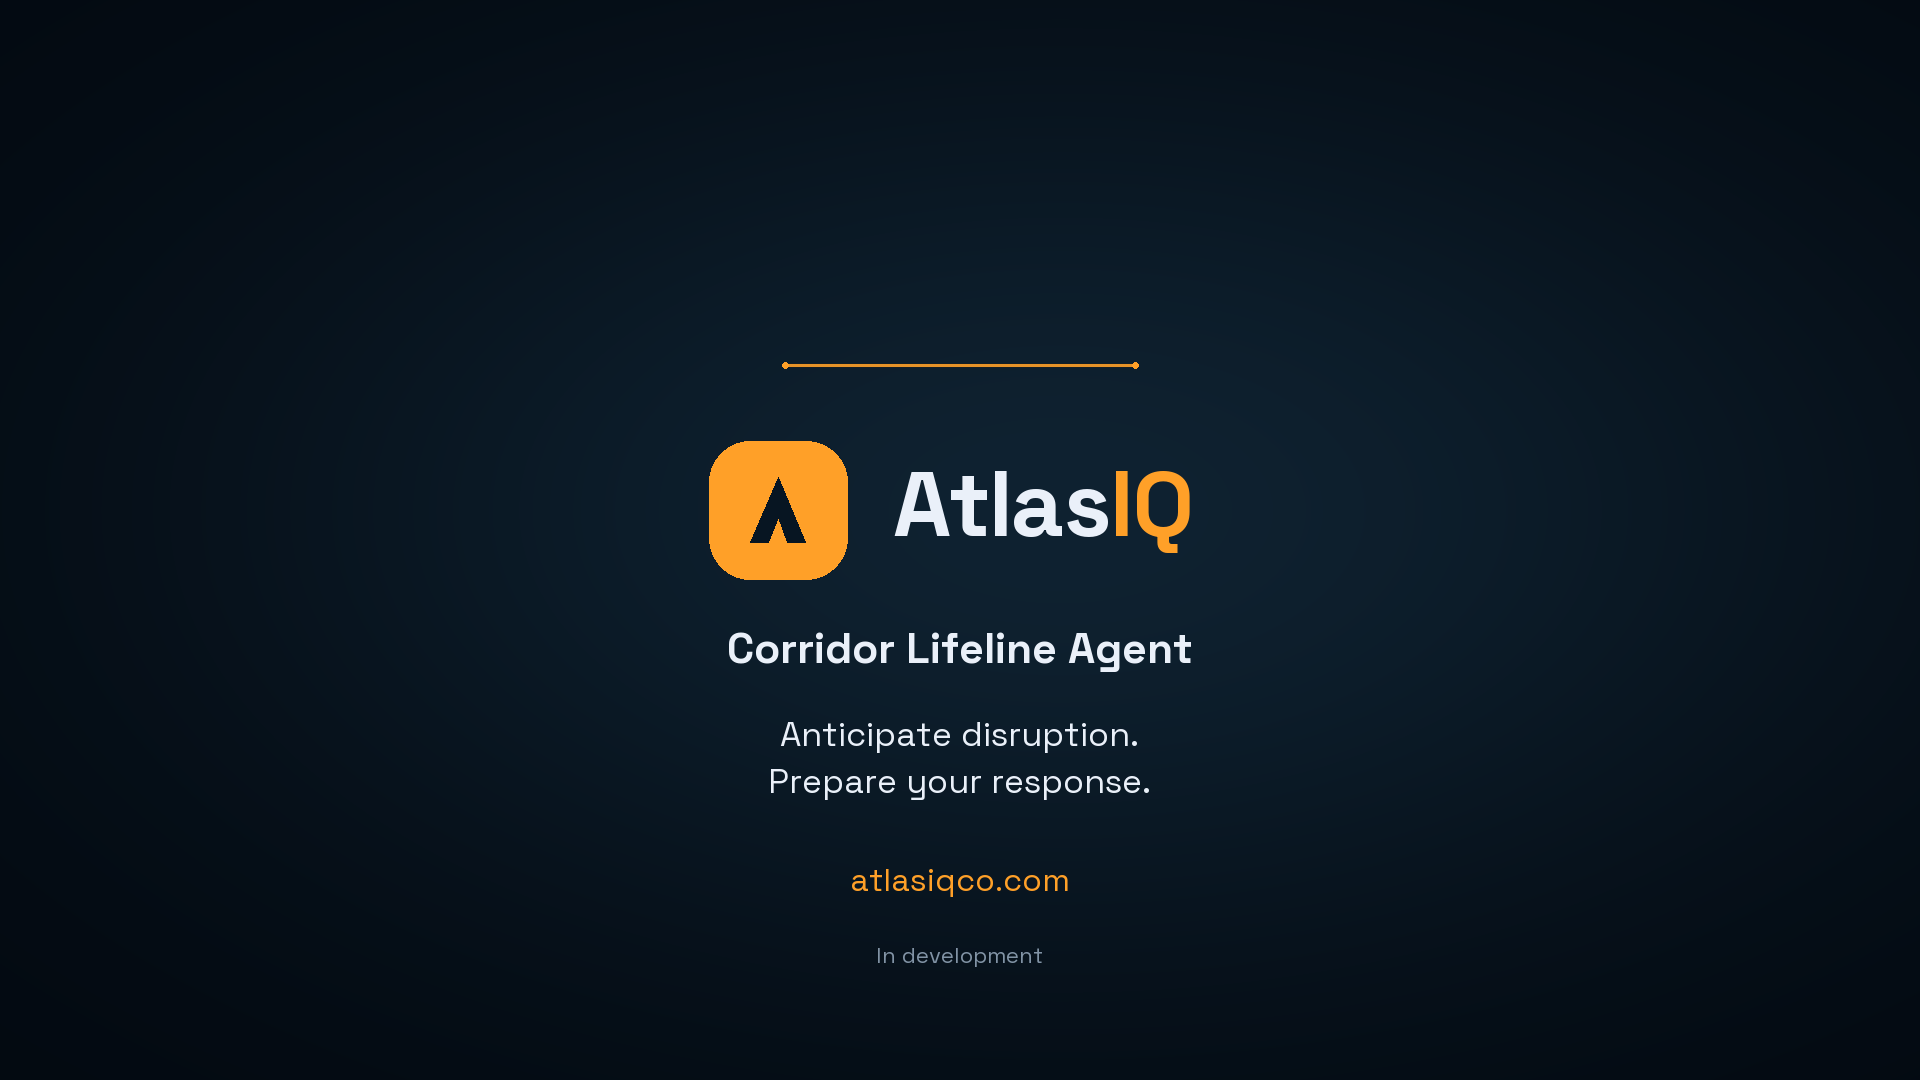 AtlasIQ
Corridor Lifeline Agent
Anticipate disruption.
Prepare your response.
atlasiqco.com
In development